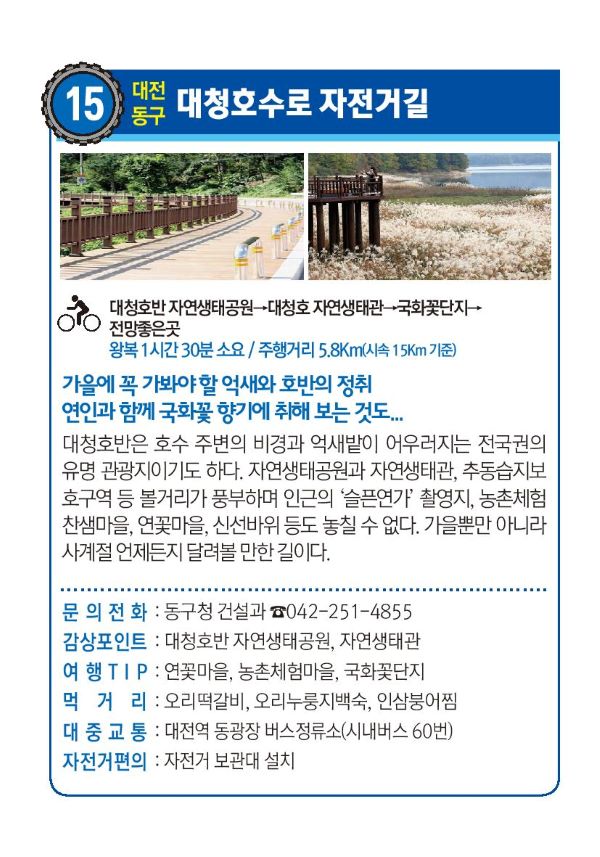 15 대전 동구 대청호수로 자전거길
대청호반 자연생태공원→대청호 자연생태관→국화꽃단지→
전망좋은곳
왕복 1시간 30분 소요 / 주행거리 5.8Km(시속 15Km 기준)
가을에 꼭 가봐야 할 억새와 호반의 정취
연인과 함께 국화꽃 향기에 취해 보는 것도...
대청호반은 호수 주변의 비경과 억새밭이 어우러지는 전국권의
유명 관광지이기도 하다. 자연생태공원과 자연생태관, 추동습지보
호구역 등 볼거리가 풍부하며 인근의 ‘슬픈연가’ 촬영지, 농촌체험
찬샘마을, 연꽃마을, 신선바위 등도 놓칠 수 없다. 가을뿐만 아니라
사계절 언제든지 달려볼 만한 길이다.
문의전화 : 동구청 건설과 ☎042-251-4855
감상포인트 : 대청호반 자연생태공원, 자연생태관
여행TIP : 연꽃마을, 농촌체험마을, 국화꽃단지
먹거리 : 오리떡갈비, 오리누룽지백숙, 인삼붕어찜
대중교통 : 대전역 동광장 버스정류소(시내버스 60번)
자전거편의 : 자전거 보관대 설치